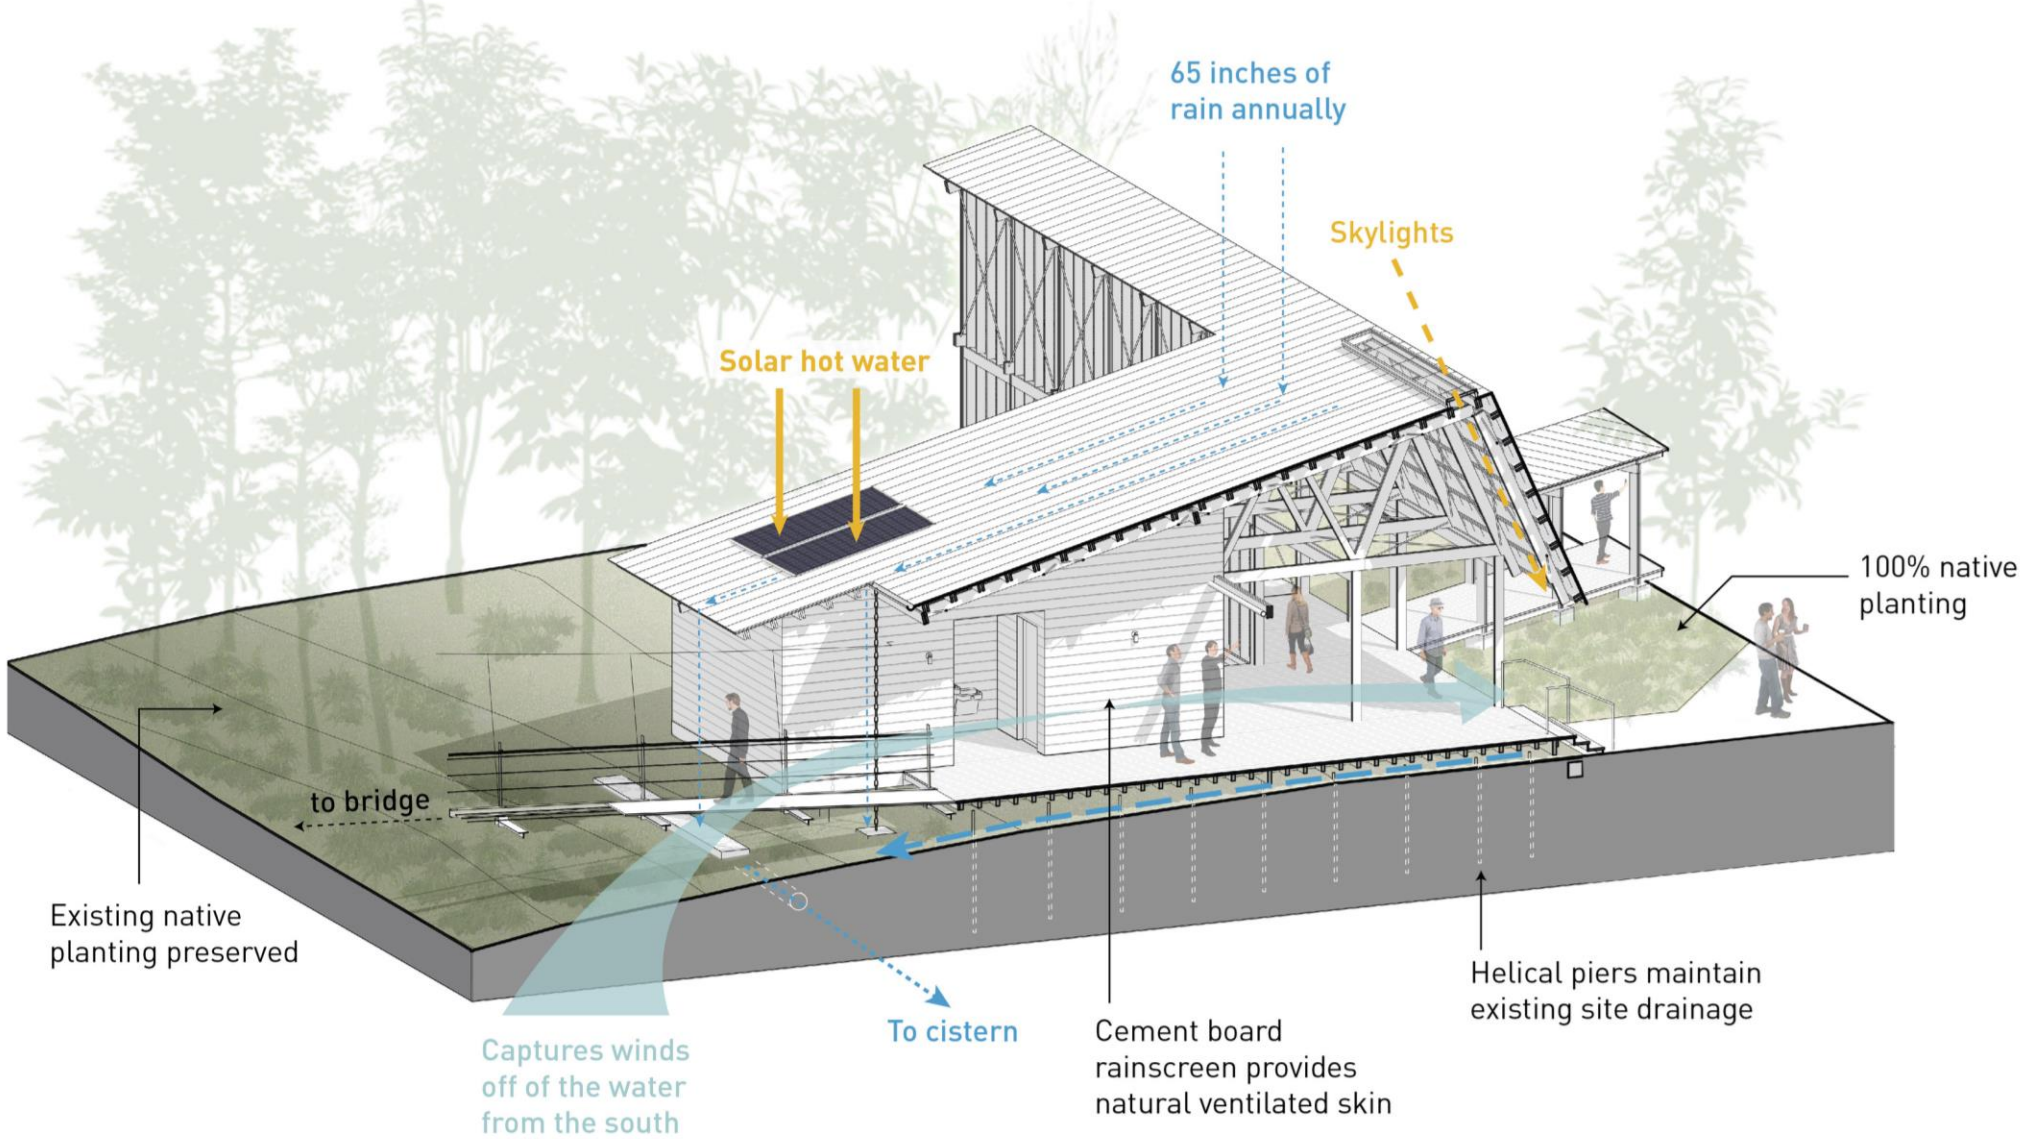 65 inches of
rain annually
Skylights
Solar hot water
100% native
planting
to bridge
Existing native
planting preserved
Helical piers maintain
existing site drainage
To cistern
Cement board
rainscreen provides
natural ventilated skin
Captures winds
off of the water
from the south